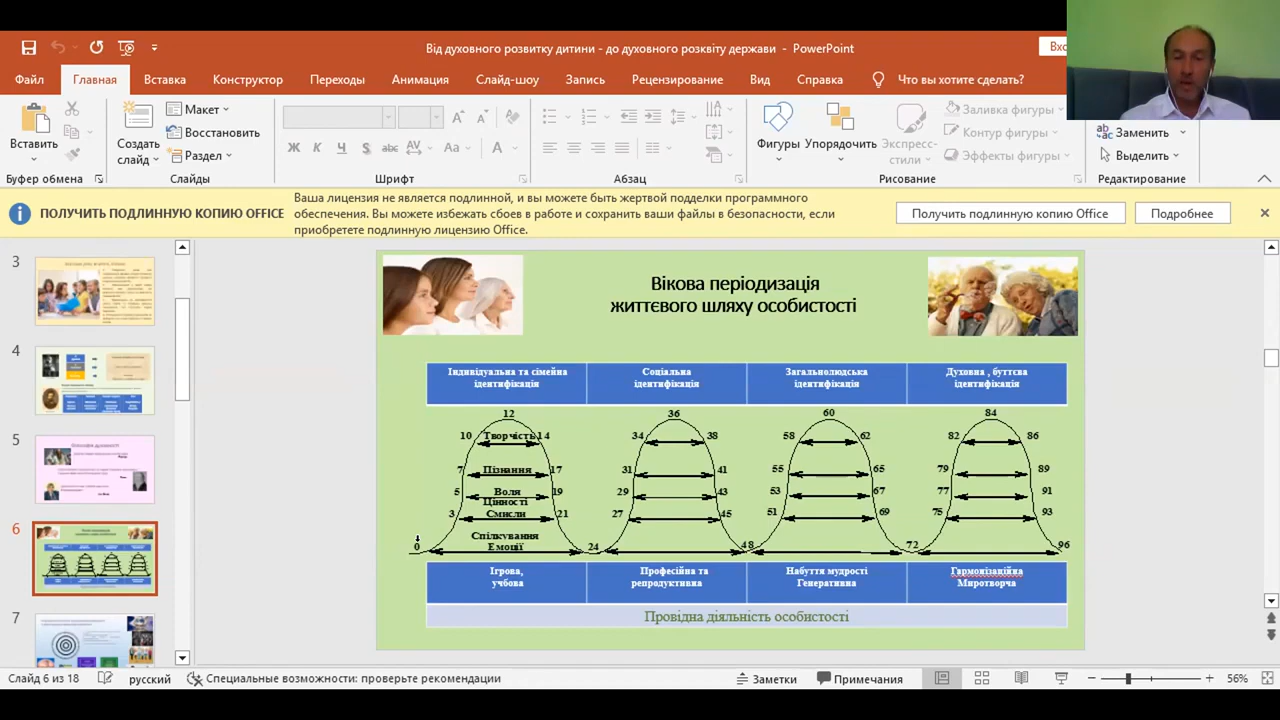 Від духовного розвитку дитини - до духовного розквіту держави - PowerPoint
Вхо
Файл Главная Вставка Конструктор Переходы Анимация Слайд-шоу Запись Рецензирование Вид Справка Что вы хотите сделать?
Вставить
Создать слайд
Макет
Восстановить
Раздел
Ж К Ч S abc AV Aa A
Фигуры
Упорядочить
Экспресс-стили
Заливка фигуры
Контур фигуры
Эффекты фигуры
Заменить
Выделить
Буфер обмена Слайды Шрифт Абзац Рисование Редактирование
ПОЛУЧИТЬ ПОДЛИННУЮ КОПИЮ OFFICE
Ваша лицензия не является подлинной, и вы можете быть жертвой подделки программного
обеспечения. Вы можете избежать сбоев в работе и сохранить ваши файлы в безопасности, если
приобретете подлинную лицензию Office.
Получить подлинную копию Office
Подробнее
3
4
5
6
7
Вікова періодизація
життєвого шляху особистості
Індивідуальна та сімейна
ідентифікація
Соціальна
ідентифікація
Загальнолюдська
ідентифікація
Духовна , буттєва
ідентифікація
12 36 60 84
10 Творчість 14 34 38 58 62 82 86
7 Пізнання 17 31 41 55 65 79 89
5 Воля 19 29 43 53 67 77 91
Цінності
3 Смисли 21 27 45 51 69 75 93
Спілкування
0 Емоції 24 48 72 96
Ігрова,
учбова
Професійна та
репродуктивна
Набуття мудрості
Генеративна
Гармонізаційна
Миротворча
Провідна діяльність особистості
Слайд 6 из 18 русский Специальные возможности: проверьте рекомендации Заметки Примечания 56%